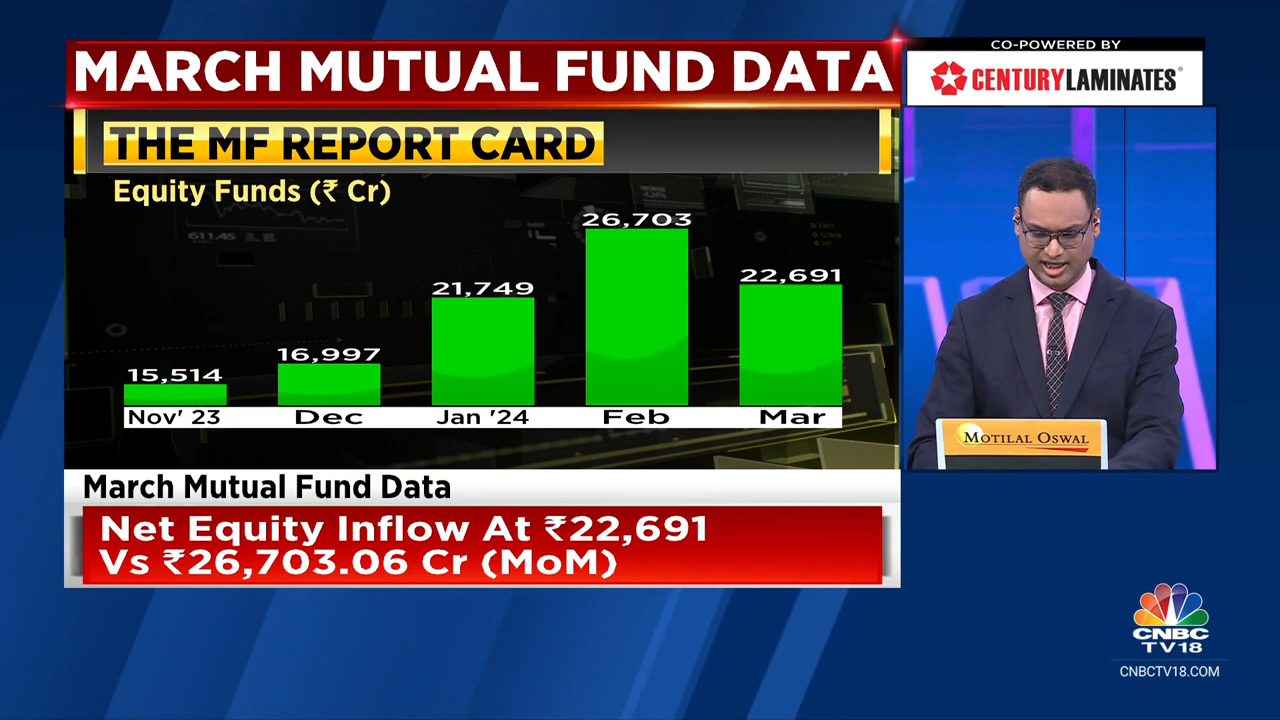 MARCH MUTUAL FUND DATA
CO-POWERED BY
CENTURYLAMINATES®
THE MF REPORT CARD
Equity Funds (₹ Cr)
611.45
15,514
16,997
21,749
26,703
22,691
Nov' 23
Dec
Jan '24
Feb
Mar
MOTILAL OSWAL
March Mutual Fund Data
Net Equity Inflow At ₹22,691
Vs ₹26,703.06 Cr (MoM)
CNBC
TV18
CNBCTV18.COM